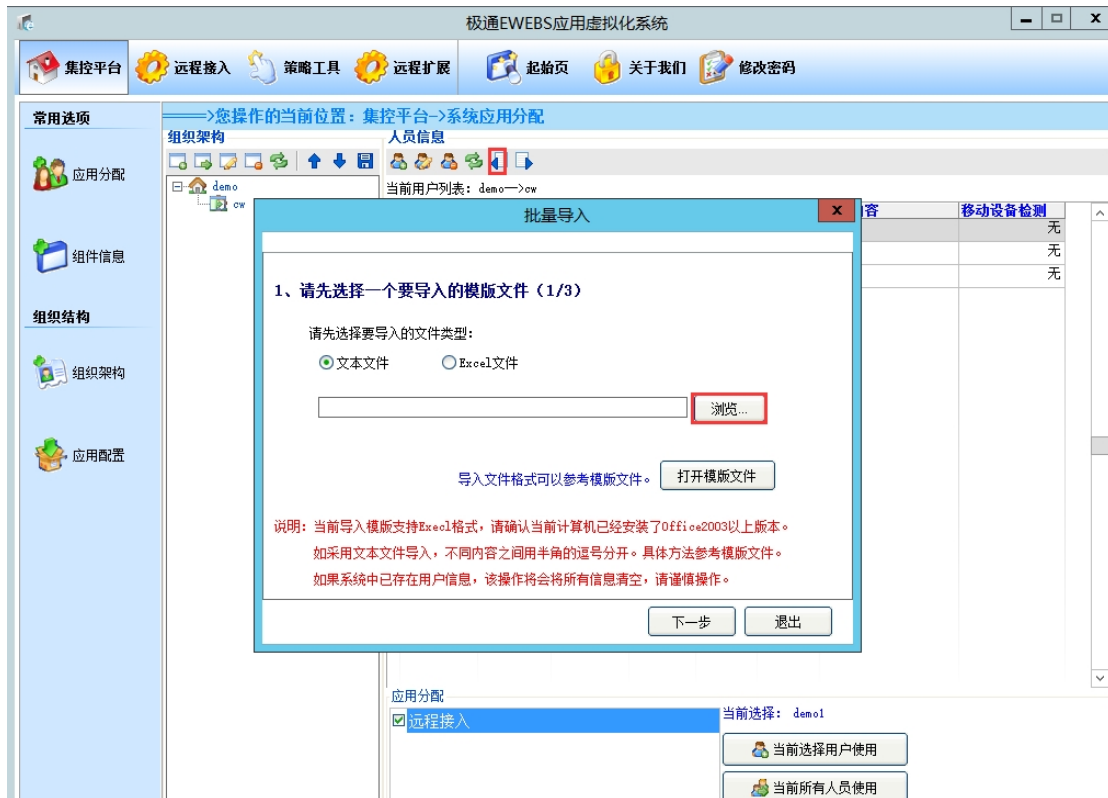 极通EWEBS应用虚拟化系统
集控平台 远程接入 策略工具 远程扩展 起始页 关于我们 修改密码
常用选项
应用分配
组件信息
组织结构
组织架构
应用配置
———>您操作的当前位置：集控平台->系统应用分配
组织架构
demo
cw
人员信息
当前用户列表：demo—>cw
容 移动设备检测
无
无
无
批量导入
1、请先选择一个要导入的模版文件（1/3）
请先选择要导入的文件类型：
文本文件 Excel文件
浏览...
导入文件格式可以参考模版文件。 打开模版文件
说明：当前导入模版支持Execl格式，请确认当前计算机已经安装了Office2003以上版本。
如采用文本文件导入，不同内容之间用半角的逗号分开。具体方法参考模版文件。
如果系统中已存在用户信息，该操作将会将所有信息清空，请谨慎操作。
下一步 退出
应用分配
远程接入
当前选择： demo1
当前选择用户使用
当前所有人员使用